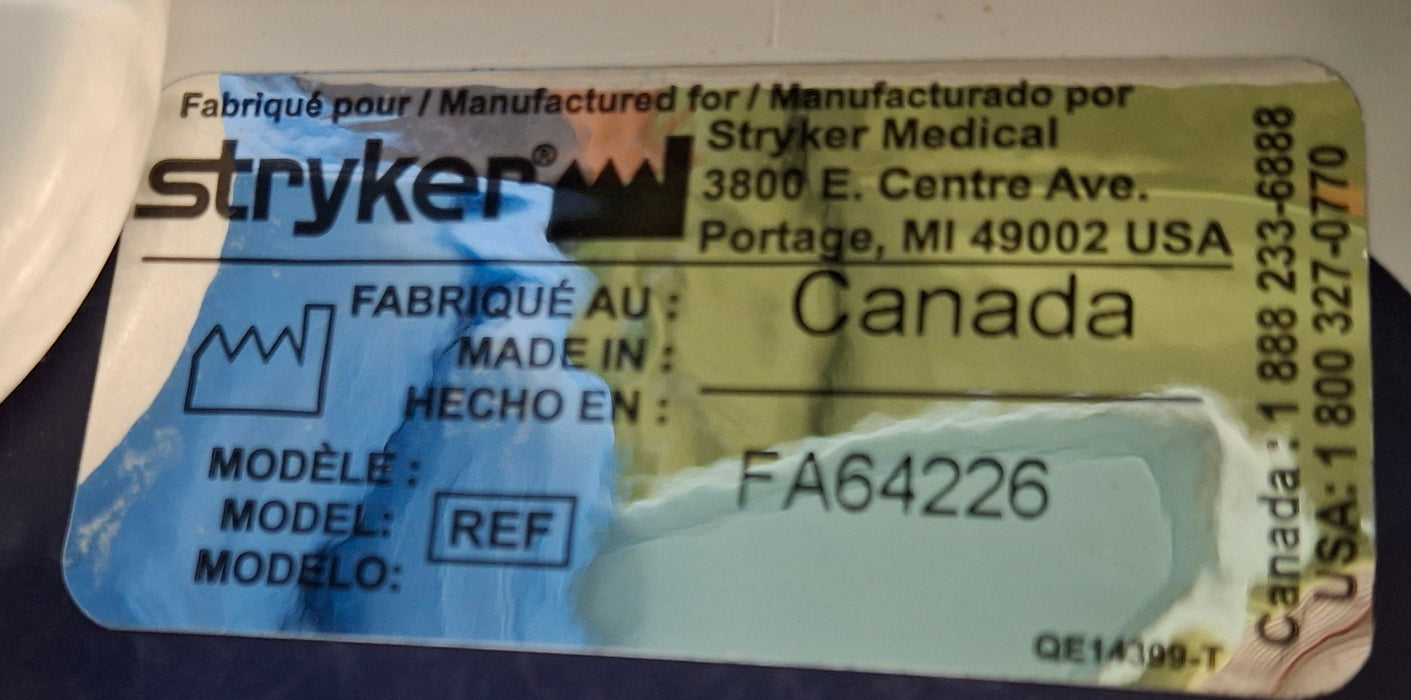 Fabriqué pour / Manufactured for / Manufacturado por
stryker®
Stryker Medical
3800 E. Centre Ave.
Portage, MI 49002 USA
FABRIQUÉ AU :
MADE IN :
HECHO EN :
Canada
MODÈLE :
MODEL:
MODELO:
REF
FA64226
QE14399-T
Canada : 1 888 233-6888
USA: 1 800 327-0770